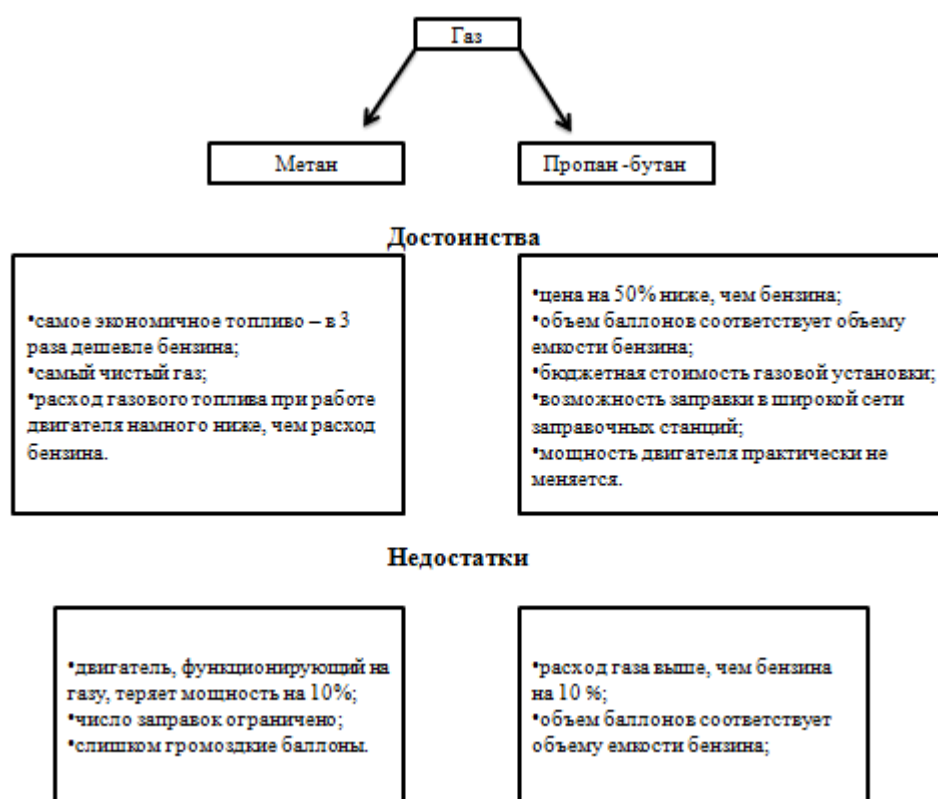 Газ
Метан
Пропан -бутан
Достоинства
•самое экономичное топливо – в 3
раза дешевле бензина;
•самый чистый газ;
•расход газового топлива при работе
двигателя намного ниже, чем расход
бензина.
•цена на 50% ниже, чем бензина;
•объем баллонов соответствует объему
емкости бензина;
•бюджетная стоимость газовой установки;
•возможность заправки в широкой сети
заправочных станций;
•мощность двигателя практически не
меняется.
Недостатки
•двигатель, функционирующий на
газу, теряет мощность на 10%;
•число заправок ограничено;
•слишком громоздкие баллоны.
•расход газа выше, чем бензина
на 10 %;
•объем баллонов соответствует
объему емкости бензина;